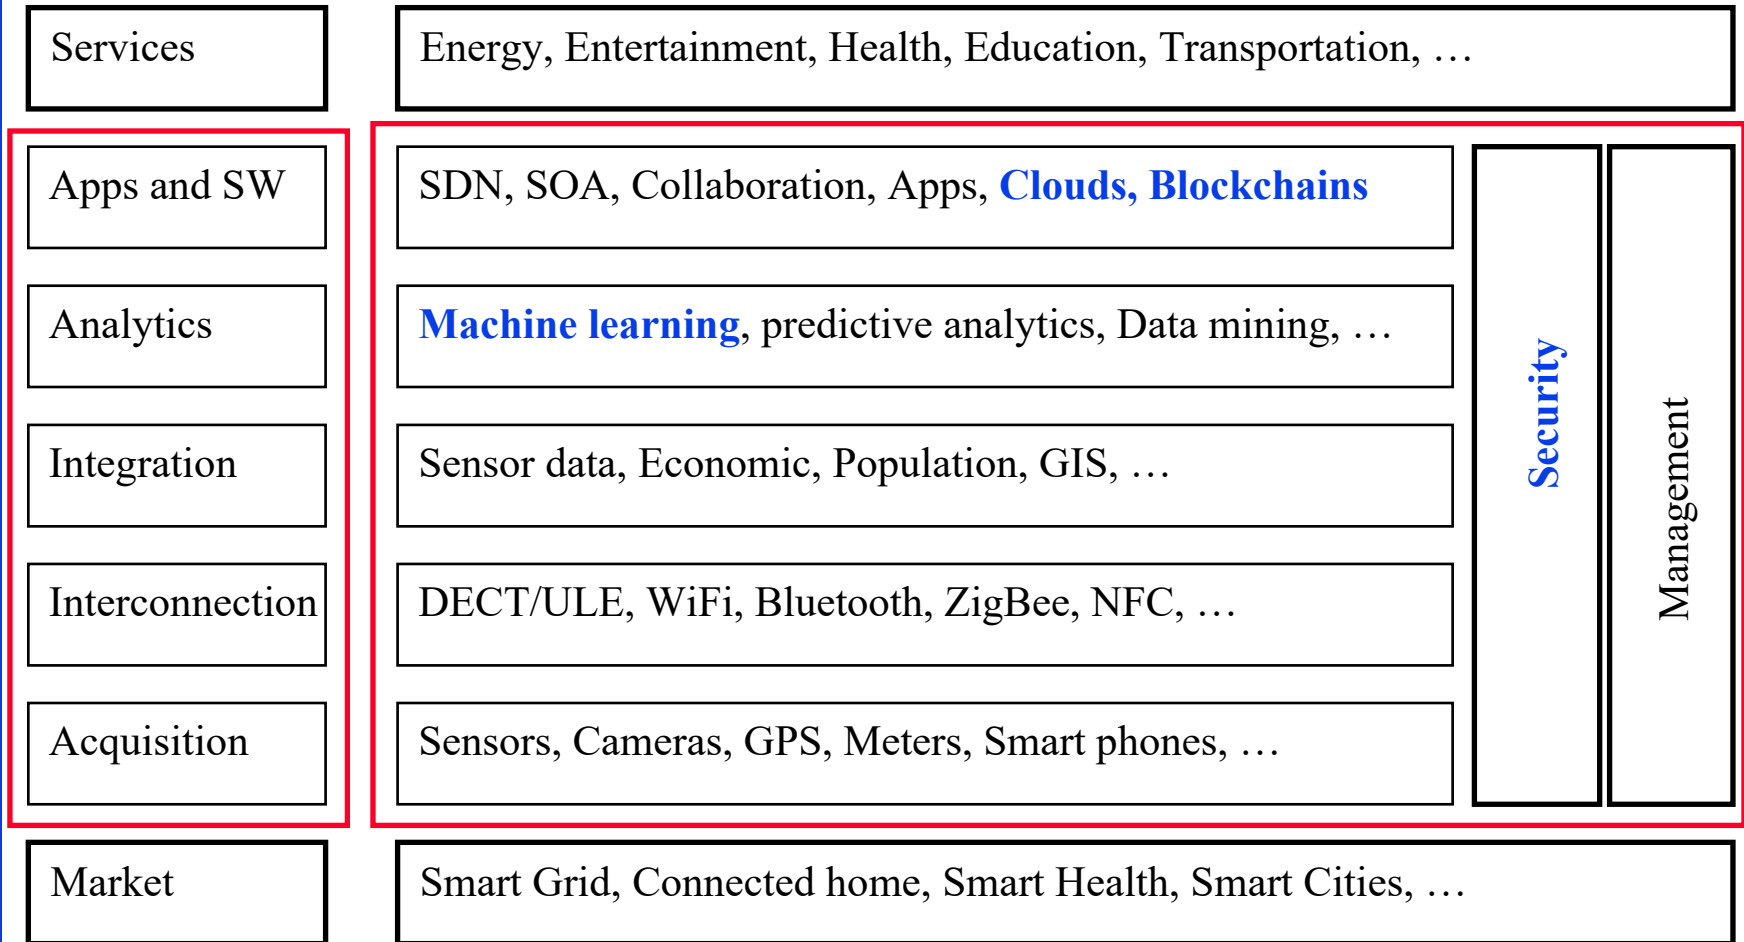 Services
Energy, Entertainment, Health, Education, Transportation, …
Apps and SW
SDN, SOA, Collaboration, Apps, Clouds, Blockchains
Analytics
Machine learning, predictive analytics, Data mining, …
Integration
Sensor data, Economic, Population, GIS, …
Interconnection
DECT/ULE, WiFi, Bluetooth, ZigBee, NFC, …
Acquisition
Sensors, Cameras, GPS, Meters, Smart phones, …
Security
Management
Market
Smart Grid, Connected home, Smart Health, Smart Cities, …